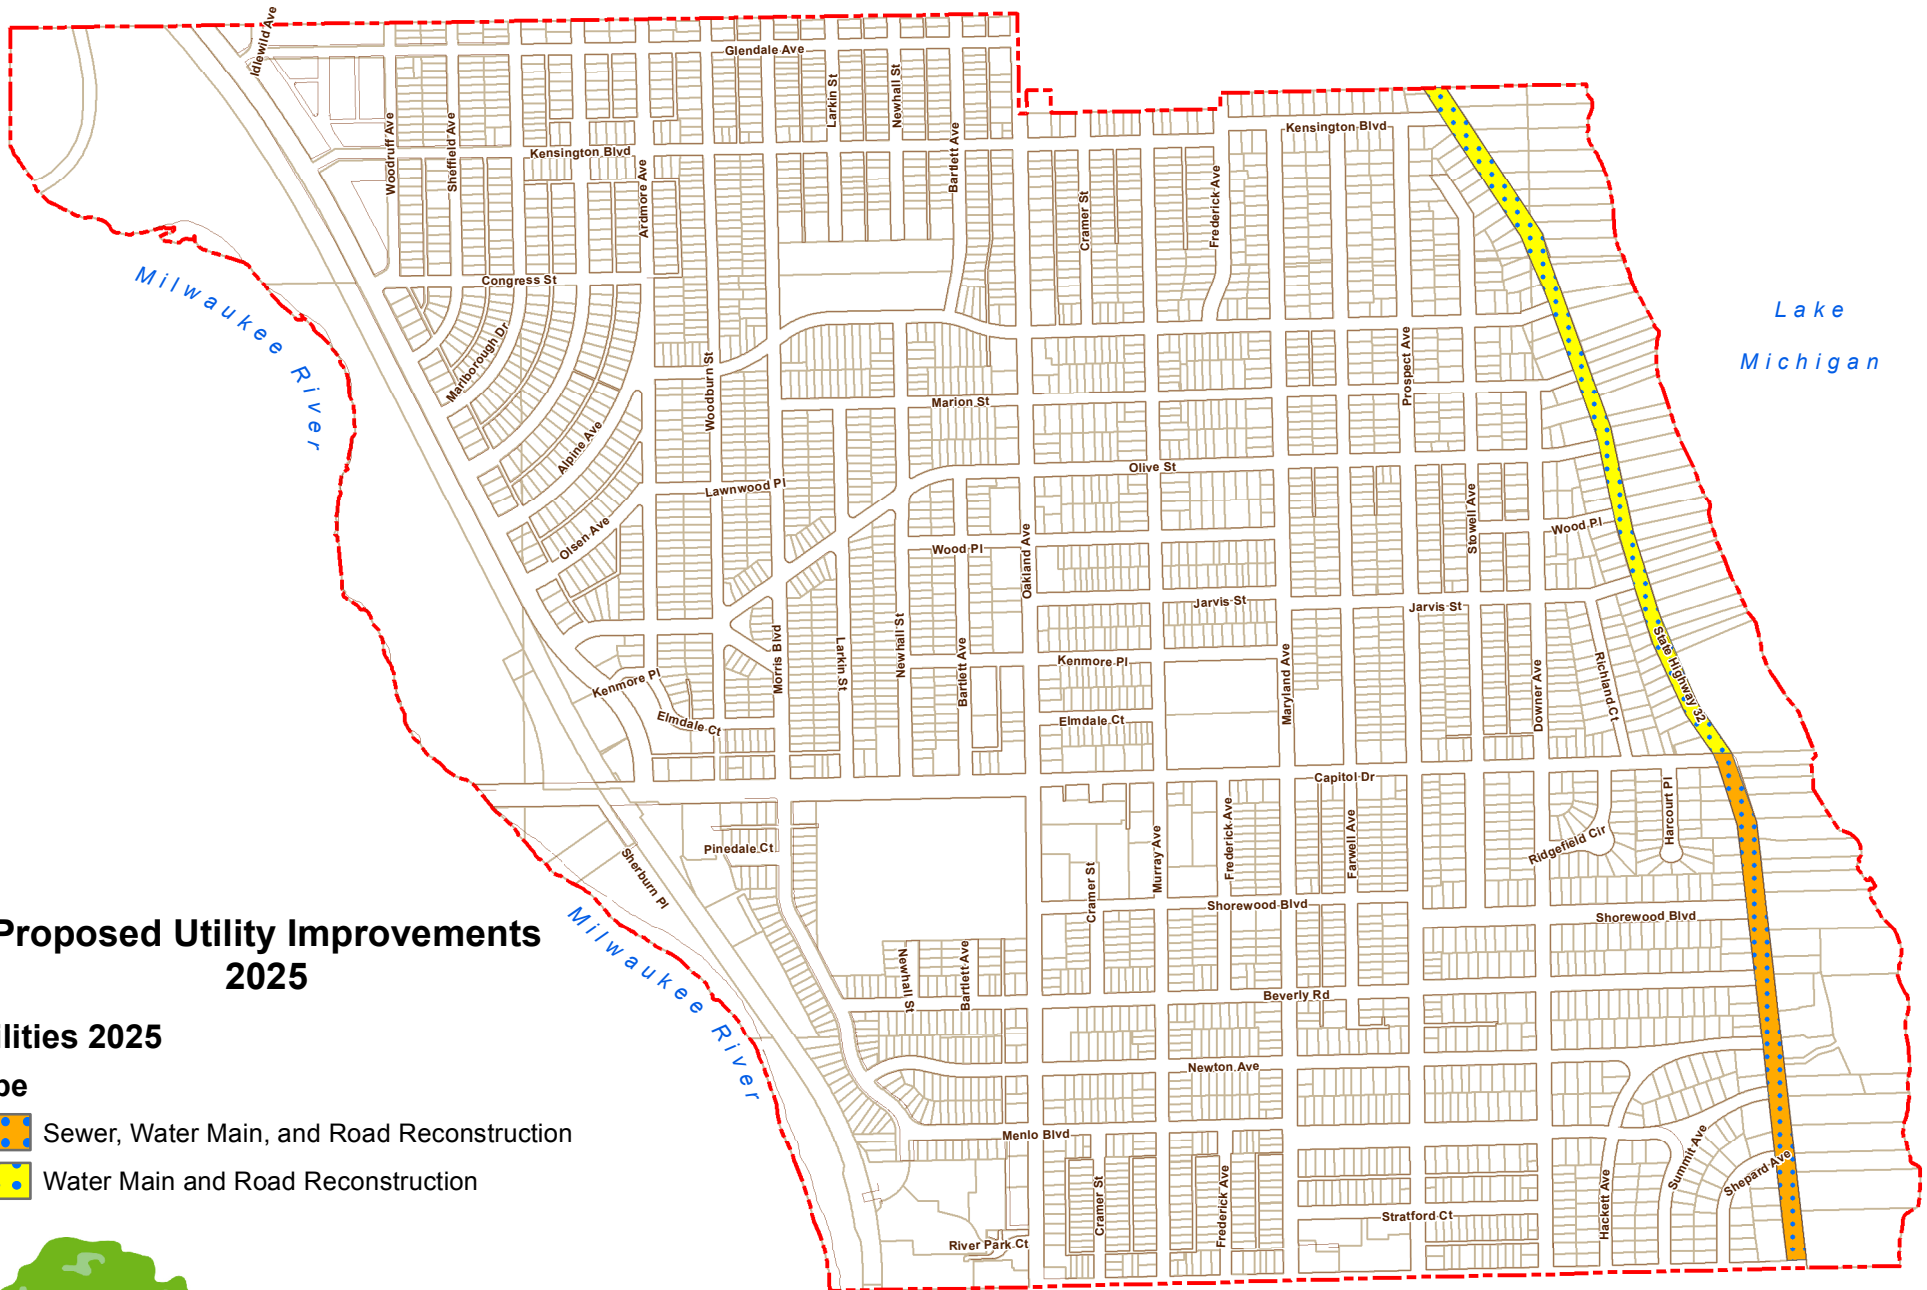 Idlewild Ave
Glendale Ave
Larkin St
Newhall St
Woodruff Ave
Sheffield Ave
Kensington Blvd
Ardmore Ave
Bartlett Ave
Kensington Blvd
Cramer St
Frederick Ave
Milwaukee River
Congress St
Marlborough Dr
Woodburn St
Marion St
Prospect Ave
Lake
Michigan
Alpine Ave
Lawnwood Pl
Olive St
Olsen Ave
Wood Pl
Oakland Ave
Stowell Ave
Wood Pl
Jarvis St
Jarvis St
Morris Blvd
Larkin St
Newhall St
Bartlett Ave
Kenmore Pl
Kenmore Pl
Maryland Ave
Downer Ave
Richland Ct
State Highway 32
Elmdale Ct
Elmdale Ct
Capitol Dr
Pinedale Ct
Sherburn Pl
Cramer St
Murray Ave
Frederick Ave
Farwell Ave
Ridgefield Cir
Harcourt Pl
Shorewood Blvd
Shorewood Blvd
Milwaukee River
Newhall St
Bartlett Ave
Beverly Rd
Newton Ave
Menlo Blvd
Cramer St
Frederick Ave
Hackett Ave
Summit Ave
Shepard Ave
Stratford Ct
River Park Ct
Proposed Utility Improvements
2025
lities 2025
pe
Sewer, Water Main, and Road Reconstruction
Water Main and Road Reconstruction